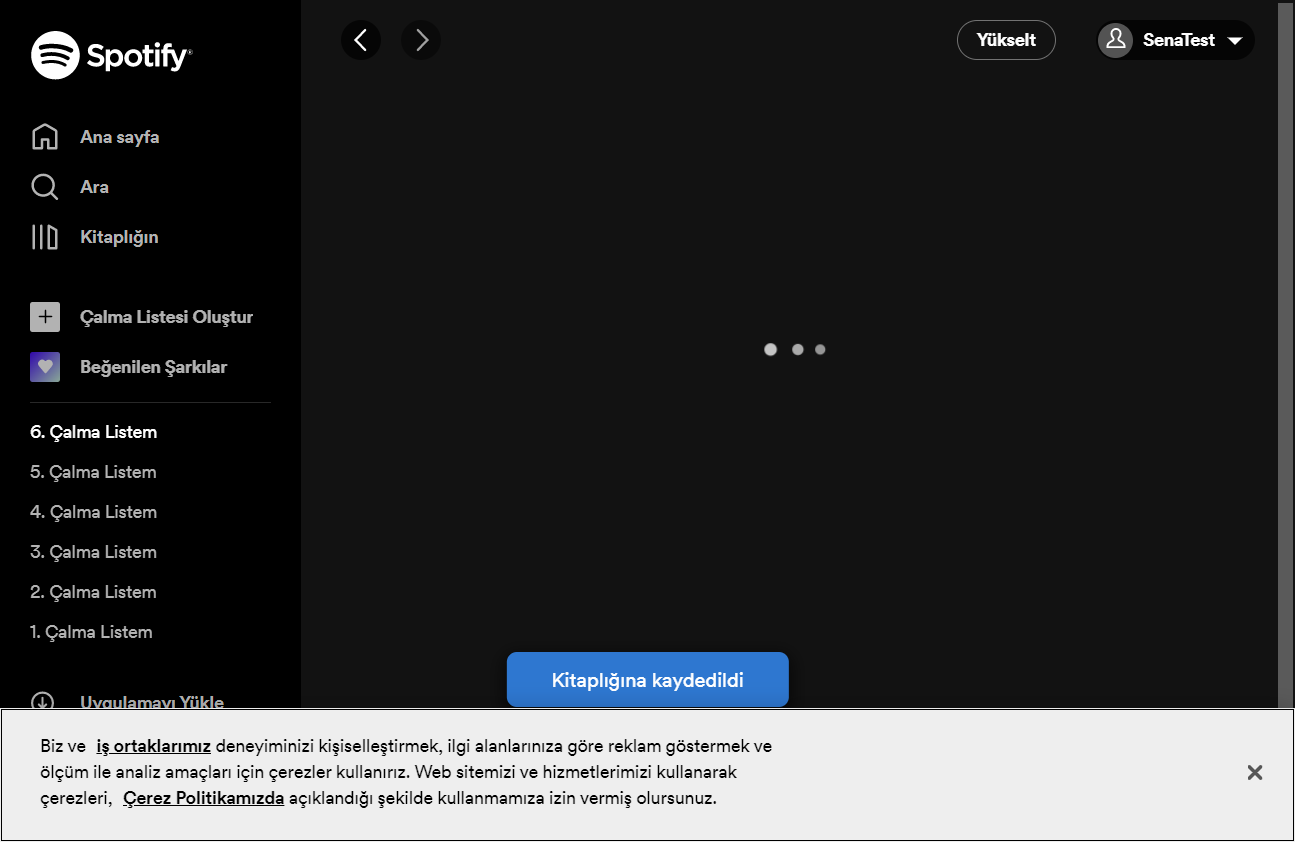 Spotify
Yükselt
SenaTest
Ana sayfa
Ara
Kitaplığın
Çalma Listesi Oluştur
Beğenilen Şarkılar
6. Çalma Listem
5. Çalma Listem
4. Çalma Listem
3. Çalma Listem
2. Çalma Listem
1. Çalma Listem
Uygulamayı Yükle
Kitaplığına kaydedildi
Biz ve iş ortaklarımız deneyiminizi kişiselleştirmek, ilgi alanlarınıza göre reklam göstermek ve
ölçüm ile analiz amaçları için çerezler kullanırız. Web sitemizi ve hizmetlerimizi kullanarak
çerezleri, Çerez Politikamızda açıklandığı şekilde kullanmamıza izin vermiş olursunuz.